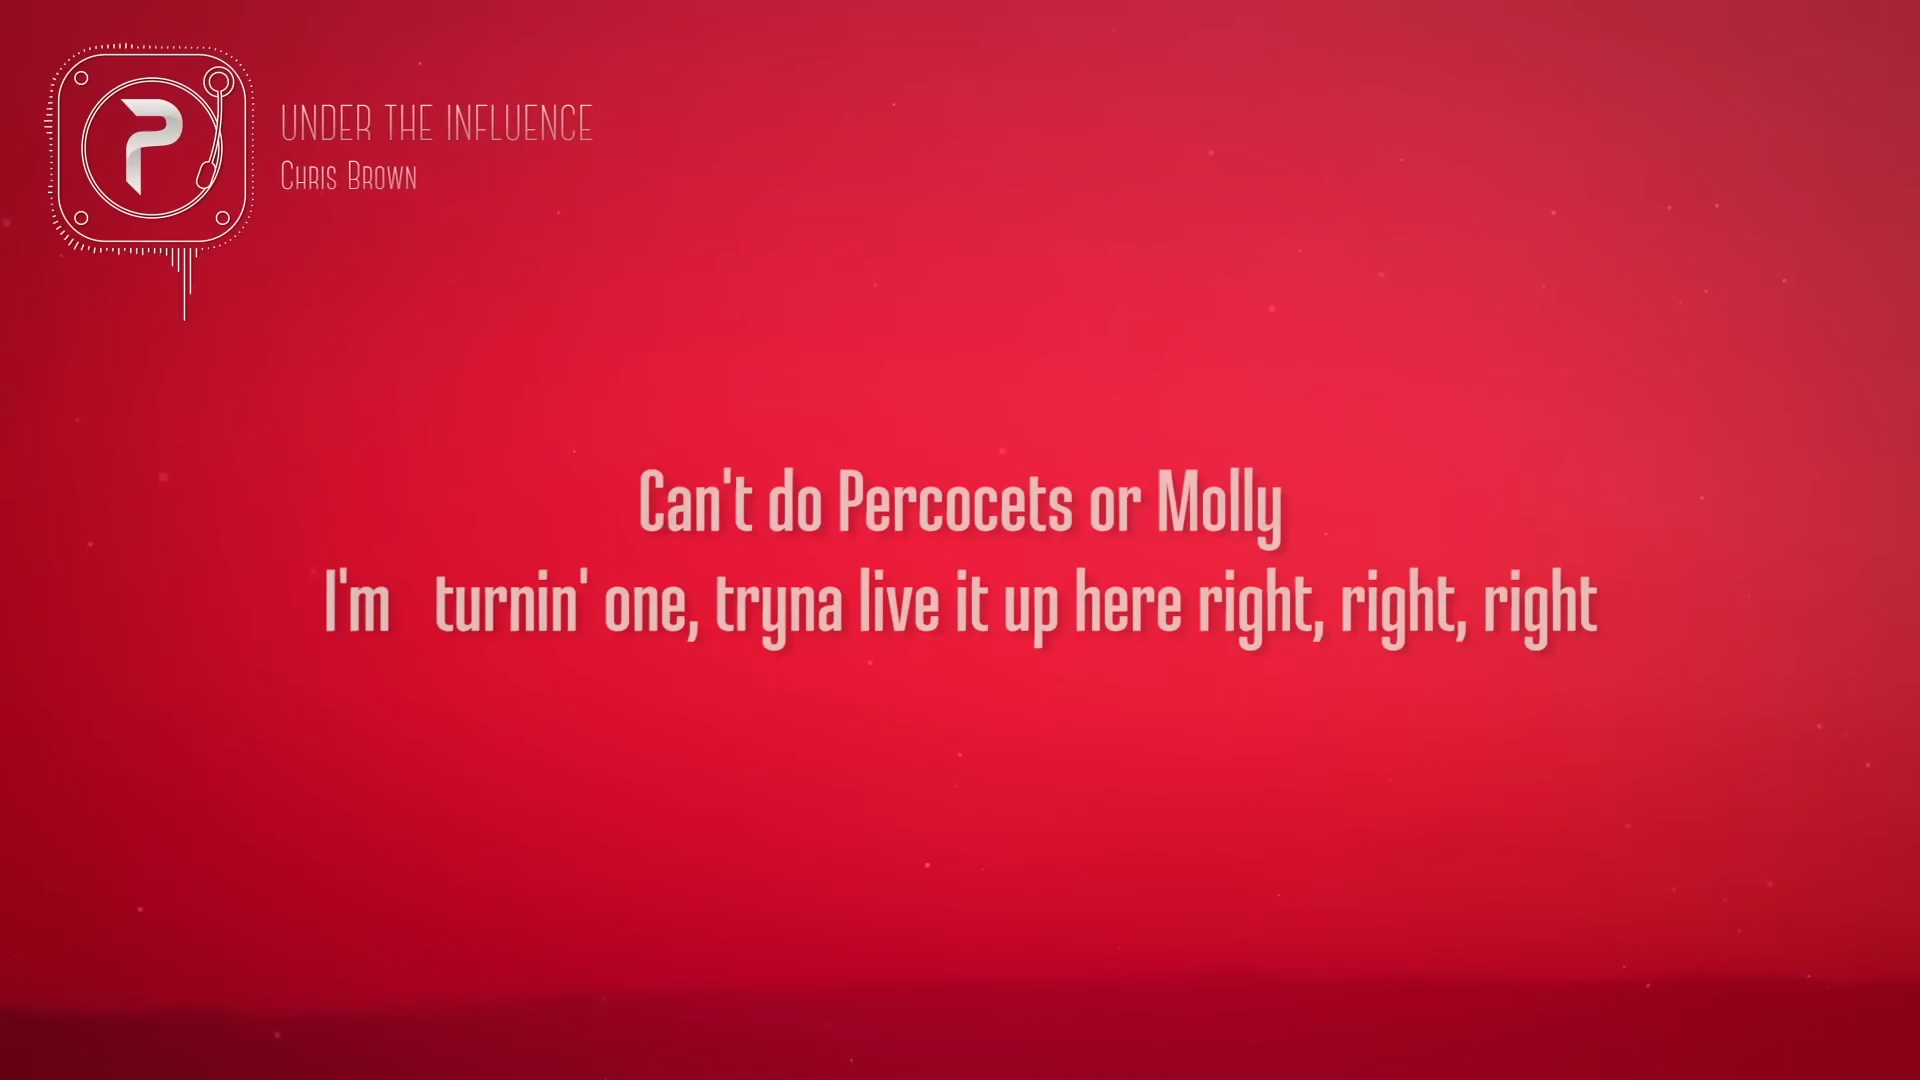 UNDER THE INFLUENCE
Chris Brown
Can't do Percocets or Molly
I'm turnin' one, tryna live it up here right, right, right